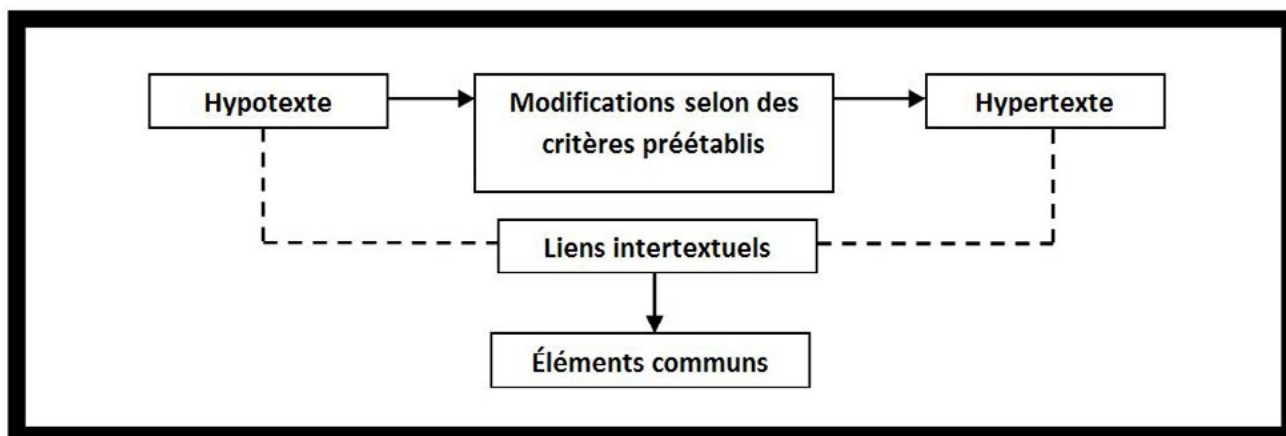 Hypotexte
Modifications selon des
critères préétablis
Hypertexte
Liens intertextuels
Éléments communs